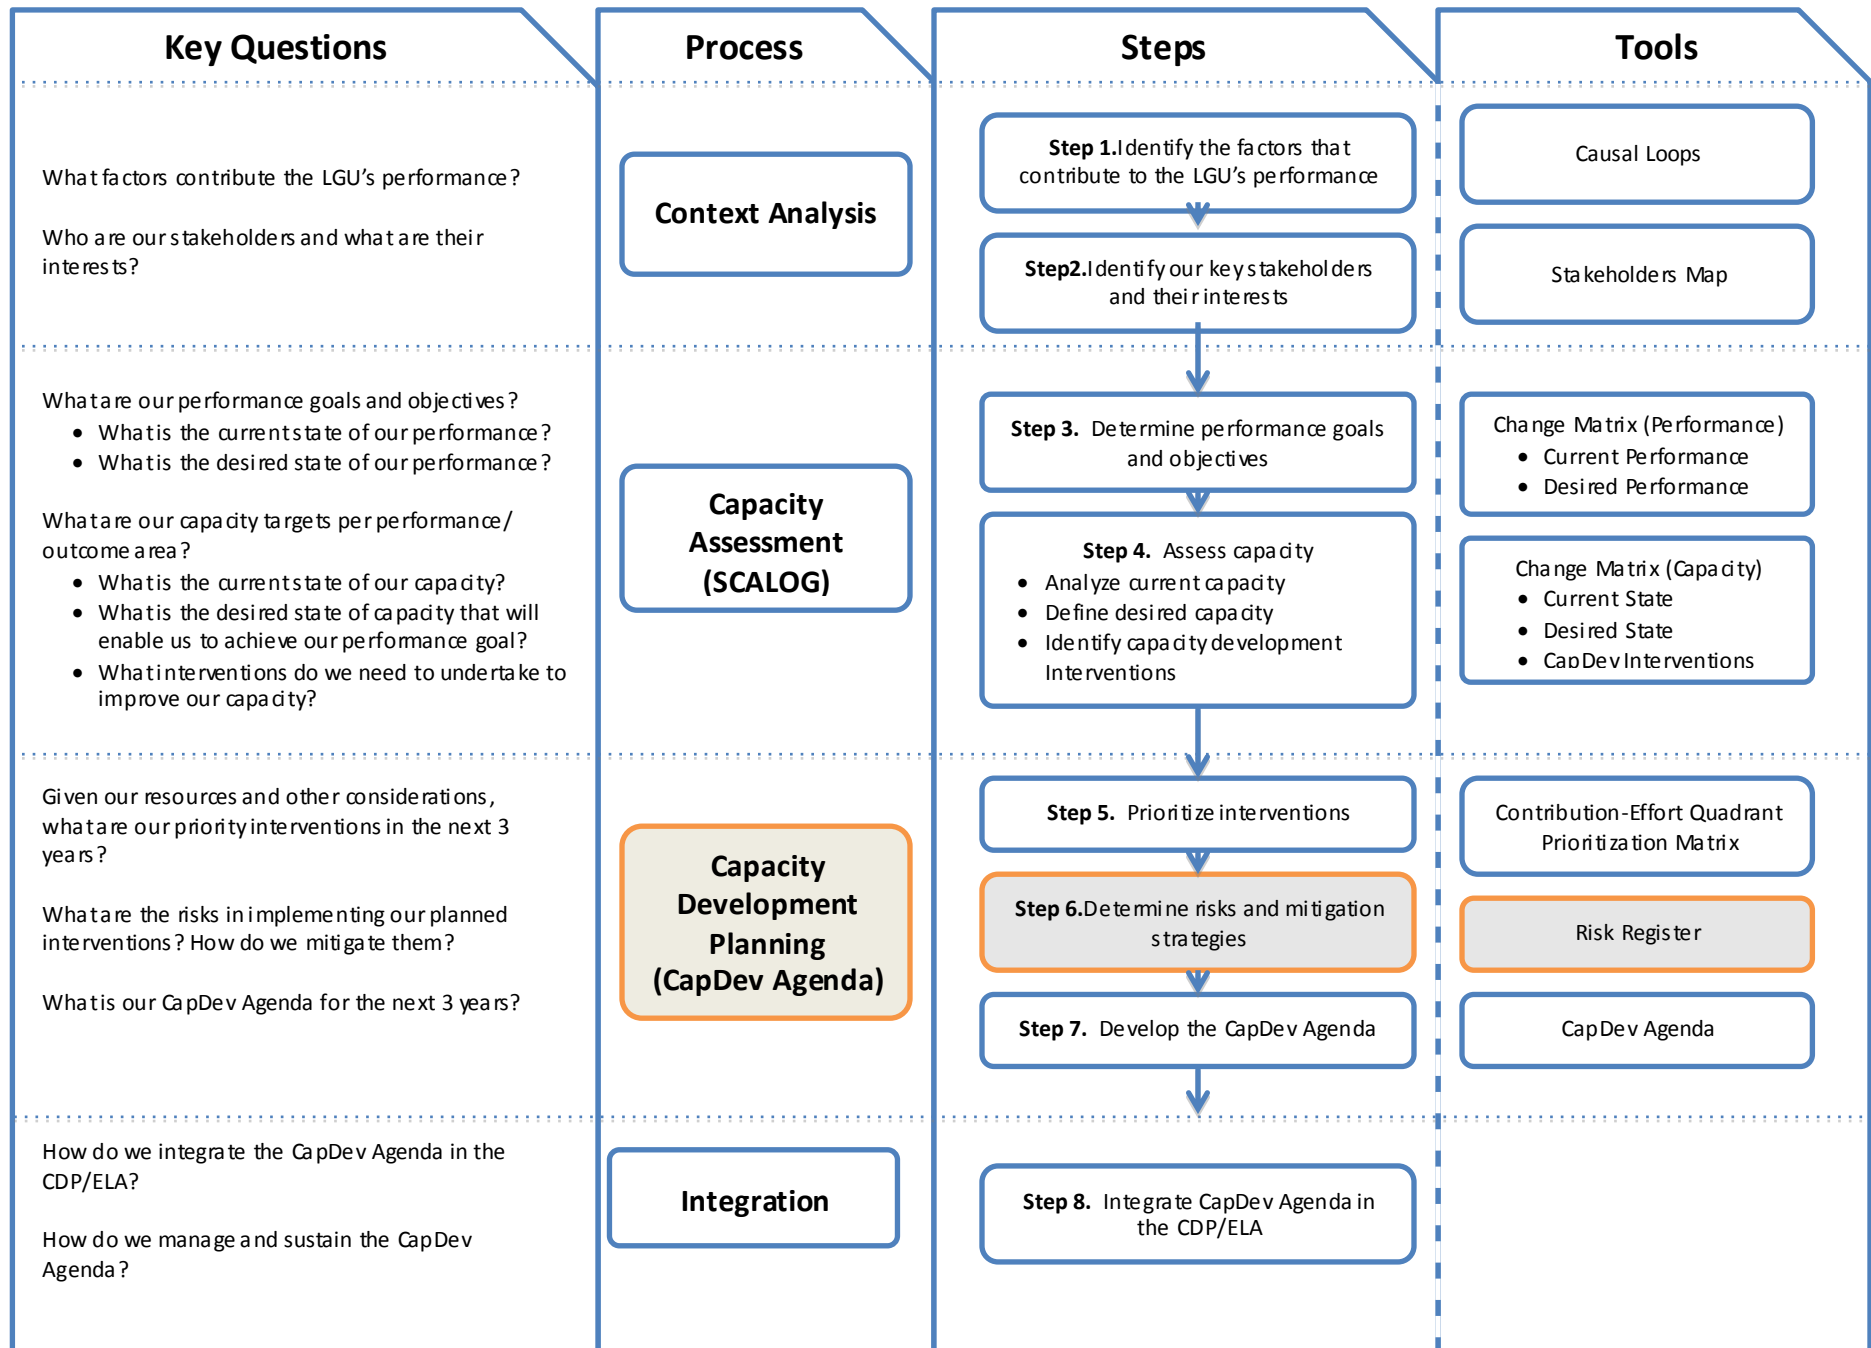 Key Questions
Process
Steps
Tools
What factors contribute the LGU’s performance?
Who are our stakeholders and what are their
interests?
Context Analysis
Step 1.Identify the factors that
contribute to the LGU’s performance
Step2.Identify our key stakeholders
and their interests
Causal Loops
Stakeholders Map
What are our performance goals and objectives?
• What is the current state of our performance?
• What is the desired state of our performance?
What are our capacity targets per performance/
outcome area?
• What is the current state of our capacity?
• What is the desired state of capacity that will
enable us to achieve our performance goal?
• What interventions do we need to undertake to
improve our capacity?
Capacity
Assessment
(SCALOG)
Step 3. Determine performance goals
and objectives
Step 4. Assess capacity
• Analyze current capacity
• Define desired capacity
• Identify capacity development
Interventions
Change Matrix (Performance)
• Current Performance
• Desired Performance
Change Matrix (Capacity)
• Current State
• Desired State
• CapDev Interventions
Given our resources and other considerations,
what are our priority interventions in the next 3
years?
What are the risks in implementing our planned
interventions? How do we mitigate them?
What is our CapDev Agenda for the next 3 years?
Capacity
Development
Planning
(CapDev Agenda)
Step 5. Prioritize interventions
Step 6.Determine risks and mitigation
strategies
Step 7. Develop the CapDev Agenda
Contribution-Effort Quadrant
Prioritization Matrix
Risk Register
CapDev Agenda
How do we integrate the CapDev Agenda in the
CDP/ELA?
How do we manage and sustain the CapDev
Agenda?
Integration
Step 8. Integrate CapDev Agenda in
the CDP/ELA